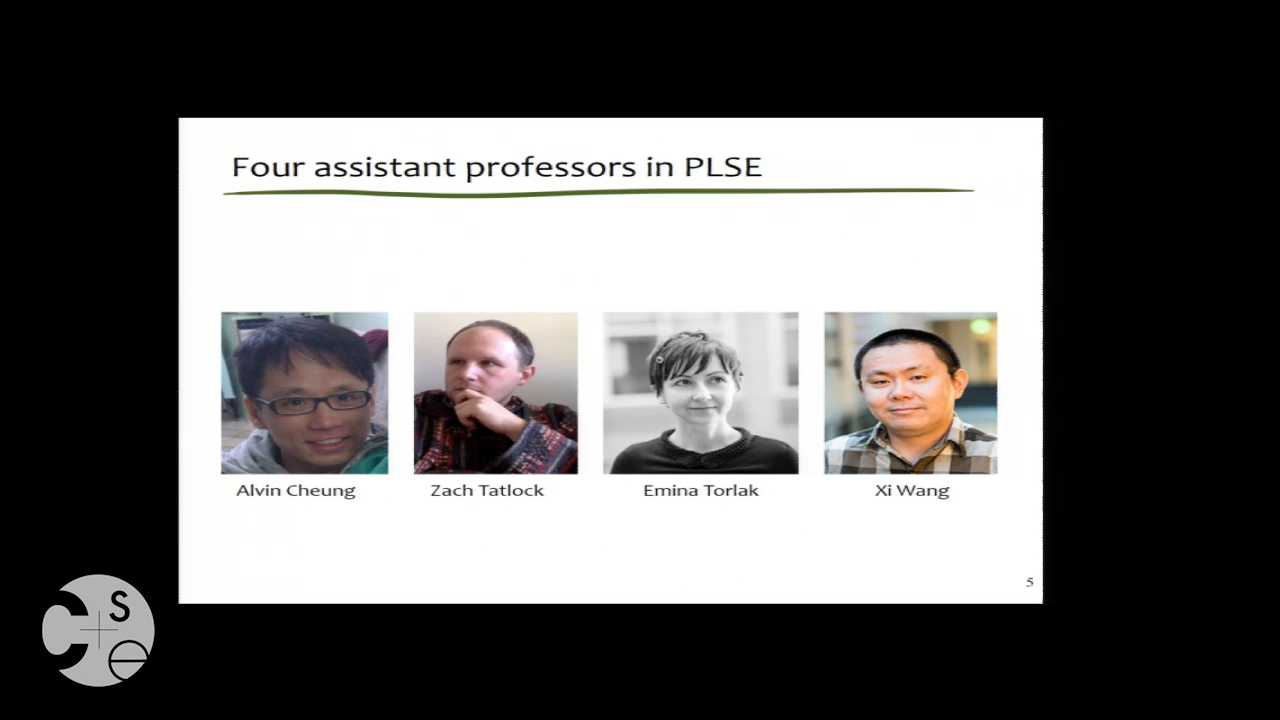 Four assistant professors in PLSE
Alvin Cheung
Zach Tatlock
Emina Torlak
Xi Wang
5
c s e